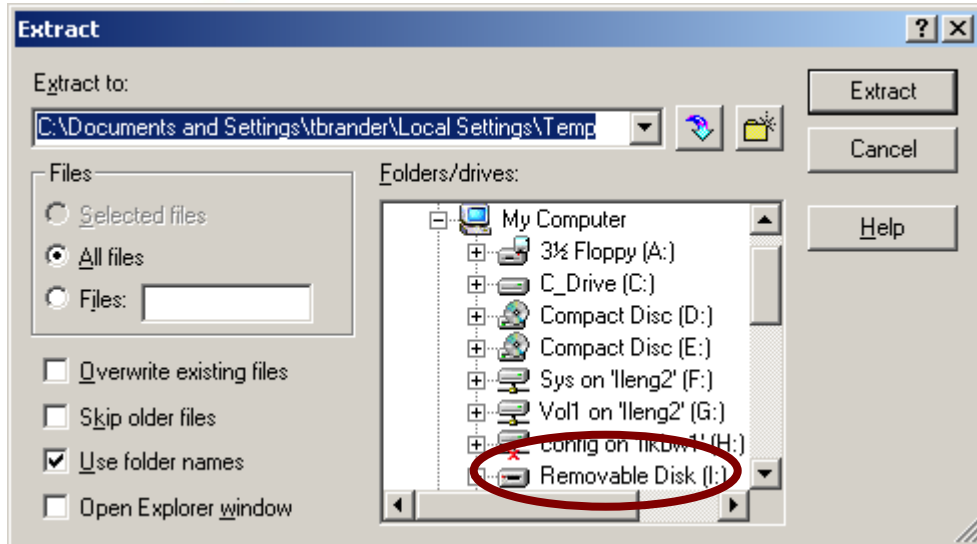 Extract
Extract to:
Extract
C:\Documents and Settings\tbrander\Local Settings\Temp
Cancel
Files
Folders/drives:
Selected files
All files
Files:
Help
My Computer
3½ Floppy (A:)
C_Drive (C:)
Compact Disc (D:)
Compact Disc (E:)
Sys on 'lleng2' (F:)
Vol1 on 'lleng2' (G:)
config on (H:)
Removable Disk (I:)
Overwrite existing files
Skip older files
Use folder names
Open Explorer window